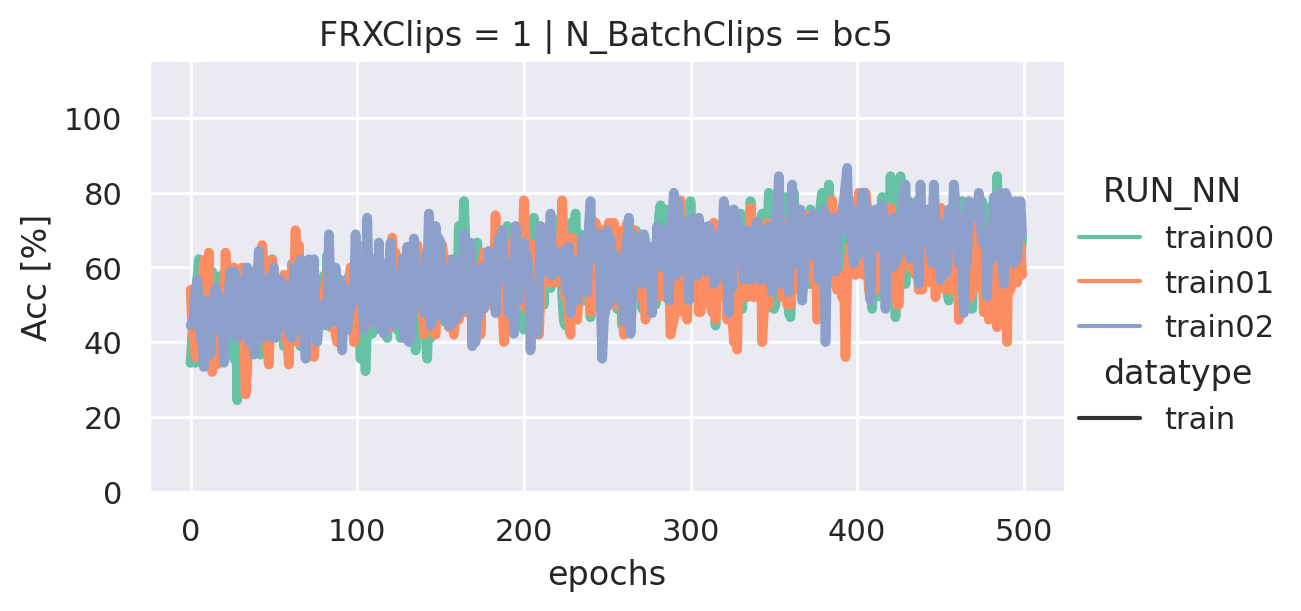 FRXClips = 1 | N_BatchClips = bc5
Acc [%]
100
80
60
40
20
0
0 100 200 300 400 500
epochs
RUN_NN
train00
train01
train02
datatype
train